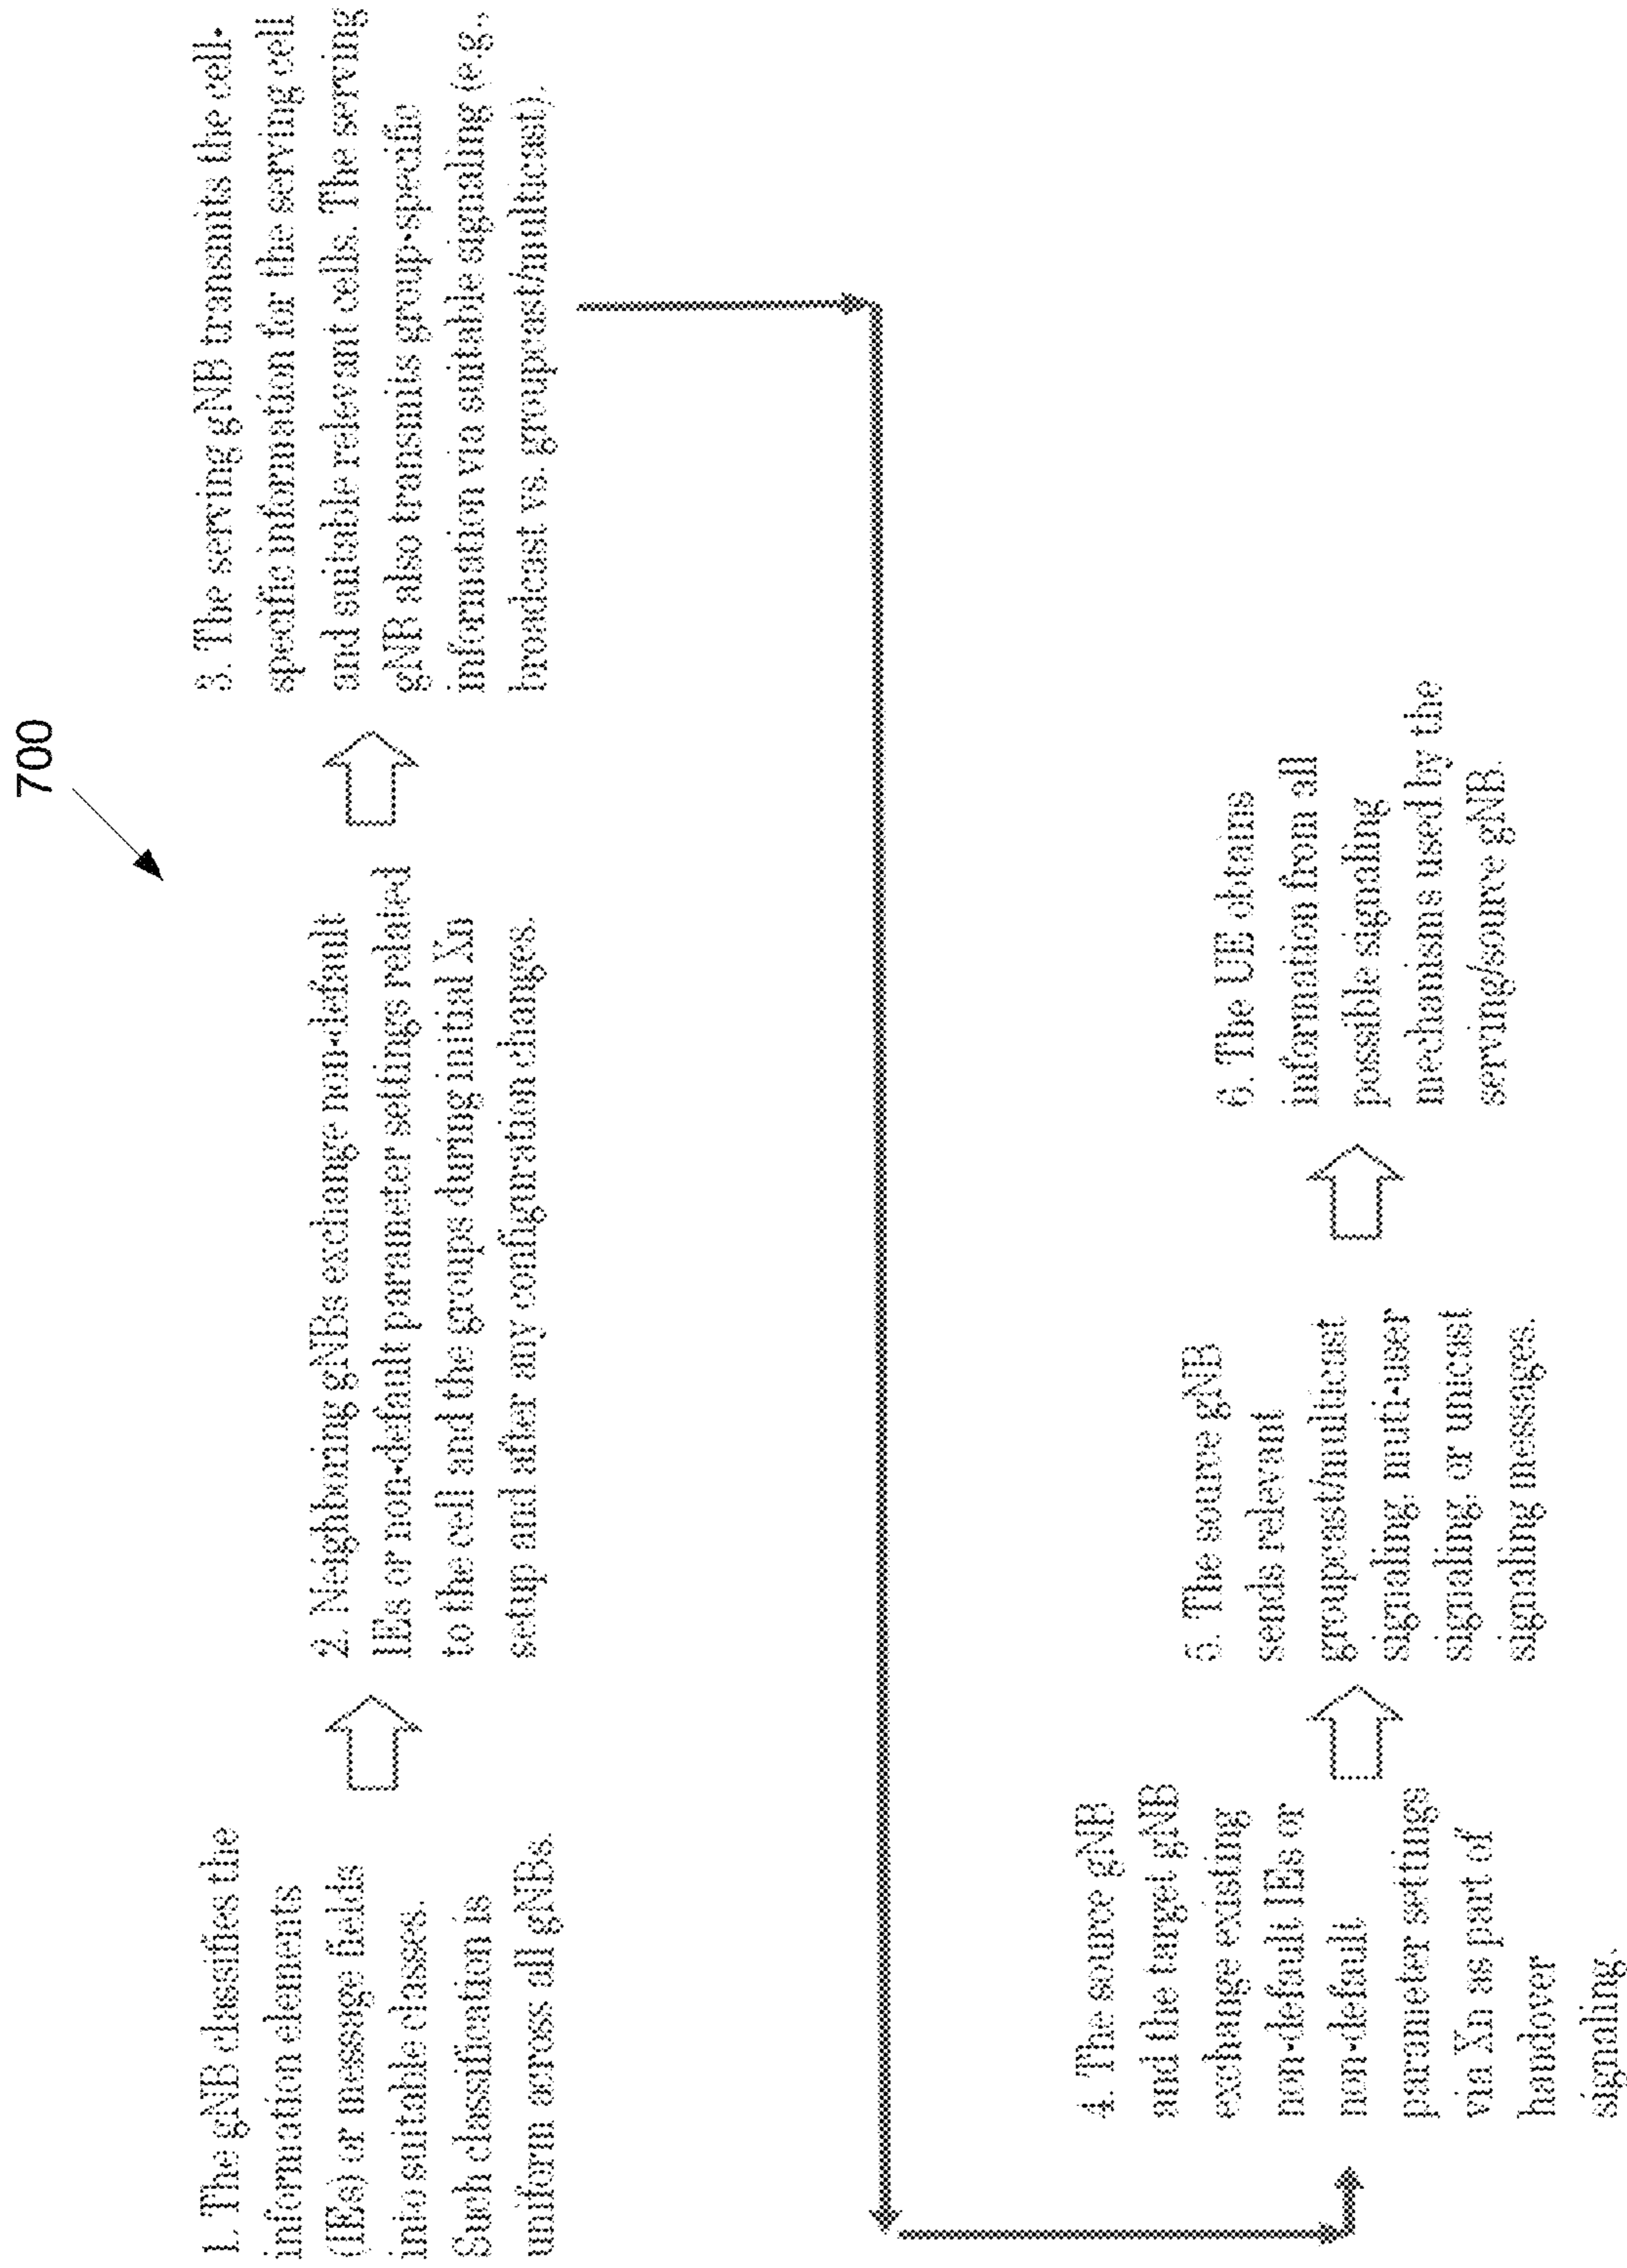 700
1. The gNB classifies the
information elements
(IEs) or message fields
into suitable classes.
Such classification is
uniform across all gNBs.
2. Neighboring gNBs exchange non-default
IEs or non-default parameter settings related
to the cell and the groups during initial Xn
setup and after any configuration changes.
3. The serving gNB transmits the cell-
specific information for the serving cell
and suitable relevant cells. The serving
gNB also transmits group-specific
information via suitable signaling (e.g.,
broadcast vs. groupcast/multicast).
4. The source gNB
and the target gNB
exchange existing
non-default IEs or
non-default
parameter settings
via Xn as part of
handover
signaling.
5. The source gNB
sends relevant
groupcast/multicast
signaling, muti-user
signaling, or unicast
signaling messages.
6. The UE obtains
information from all
possible signaling
mechanisms used by the
serving/source gNB.